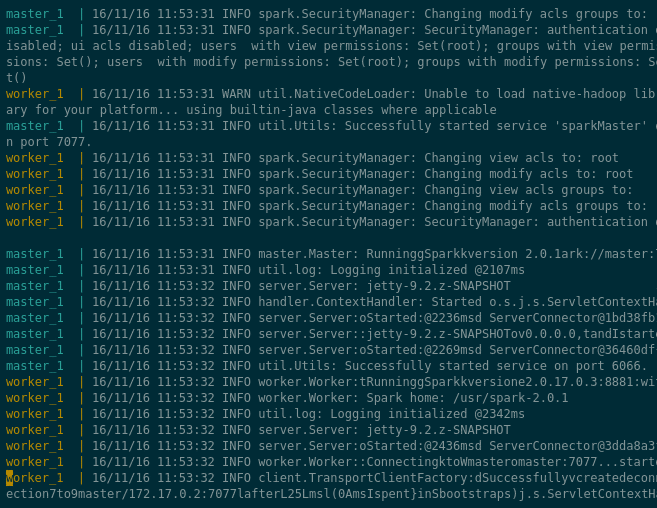 master_1  | 16/11/16 11:53:31 INFO spark.SecurityManager: Changing modify acls groups to:
master_1  | 16/11/16 11:53:31 INFO spark.SecurityManager: SecurityManager: authentication
isabled; ui acls disabled; users  with view permissions: Set(root); groups with view permi
sions: Set(); users  with modify permissions: Set(root); groups with modify permissions: S
t()
worker_1  | 16/11/16 11:53:31 WARN util.NativeCodeLoader: Unable to load native-hadoop lib
ary for your platform... using builtin-java classes where applicable
master_1  | 16/11/16 11:53:31 INFO util.Utils: Successfully started service 'sparkMaster'
n port 7077.
worker_1  | 16/11/16 11:53:31 INFO spark.SecurityManager: Changing view acls to: root
worker_1  | 16/11/16 11:53:31 INFO spark.SecurityManager: Changing modify acls to: root
worker_1  | 16/11/16 11:53:31 INFO spark.SecurityManager: Changing view acls groups to:
worker_1  | 16/11/16 11:53:31 INFO spark.SecurityManager: Changing modify acls groups to:
worker_1  | 16/11/16 11:53:31 INFO spark.SecurityManager: SecurityManager: authentication
master_1  | 16/11/16 11:53:31 INFO master.Master: RunninggSparkkversion 2.0.1ark://master:
master_1  | 16/11/16 11:53:31 INFO util.log: Logging initialized @2107ms
master_1  | 16/11/16 11:53:32 INFO server.Server: jetty-9.2.z-SNAPSHOT
master_1  | 16/11/16 11:53:32 INFO handler.ContextHandler: Started o.s.j.s.ServletContextHa
master_1  | 16/11/16 11:53:32 INFO server.Server:oStarted:@2236msd ServerConnector@1bd38fb
master_1  | 16/11/16 11:53:32 INFO server.Server::jetty-9.2.z-SNAPSHOTov0.0.0.0,tandIstarte
master_1  | 16/11/16 11:53:32 INFO server.Server:oStarted:@2269msd ServerConnector@36460df
master_1  | 16/11/16 11:53:32 INFO util.Utils: Successfully started service on port 6066.
worker_1  | 16/11/16 11:53:32 INFO worker.Worker:tRunninggSparkversione2.0.17.0.3:8881:wi
worker_1  | 16/11/16 11:53:32 INFO worker.Worker: Spark home: /usr/spark-2.0.1
worker_1  | 16/11/16 11:53:32 INFO util.log: Logging initialized @2342ms
worker_1  | 16/11/16 11:53:32 INFO server.Server: jetty-9.2.z-SNAPSHOT
worker_1  | 16/11/16 11:53:32 INFO server.Server:oStarted:@2436msd ServerConnector@3dda8a3
worker_1  | 16/11/16 11:53:32 INFO worker.Worker::ConnectingktoWmasteromaster:7077...starte
worker_1  | 16/11/16 11:53:32 INFO client.TransportClientFactory:dSuccessfullyvcreatedeconn
ection7to9master/172.17.0.2:7077lafterL25Lmsl(0AmsIspent}inSbootstraps)j.s.ServletContextHa